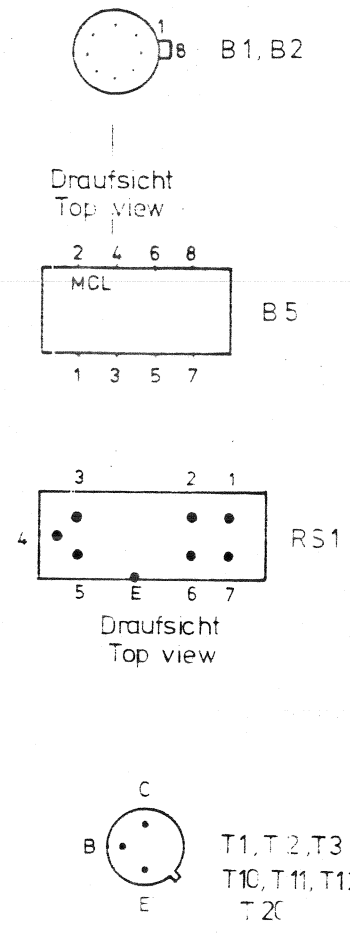 1
8 B1, B2
Draufsicht
Top view
2 4 6 8
MCL
B5
1 3 5 7
3 2 1
4 RS1
5 E 6 7
Draufsicht
Top view
C
B T1, T2, T3
T10, T11,
E